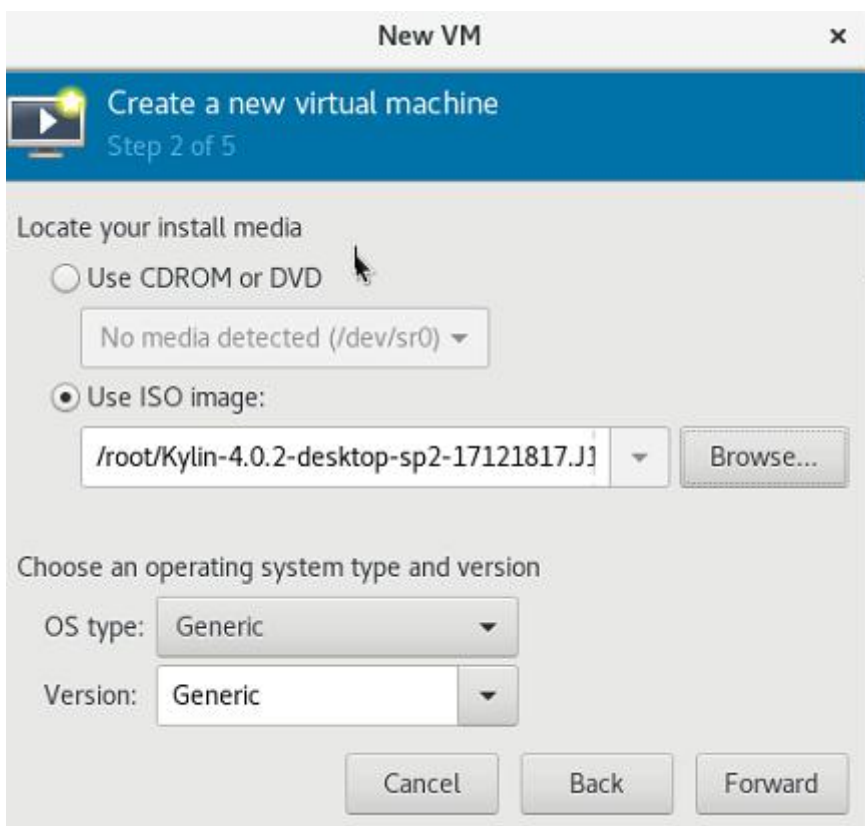 New VM ×
Create a new virtual machine
Step 2 of 5
Locate your install media
Use CDROM or DVD
No media detected (/dev/sr0)
Use ISO image:
/root/Kylin-4.0.2-desktop-sp2-17121817.J1 Browse...
Choose an operating system type and version
OS type: Generic
Version: Generic
Cancel Back Forward